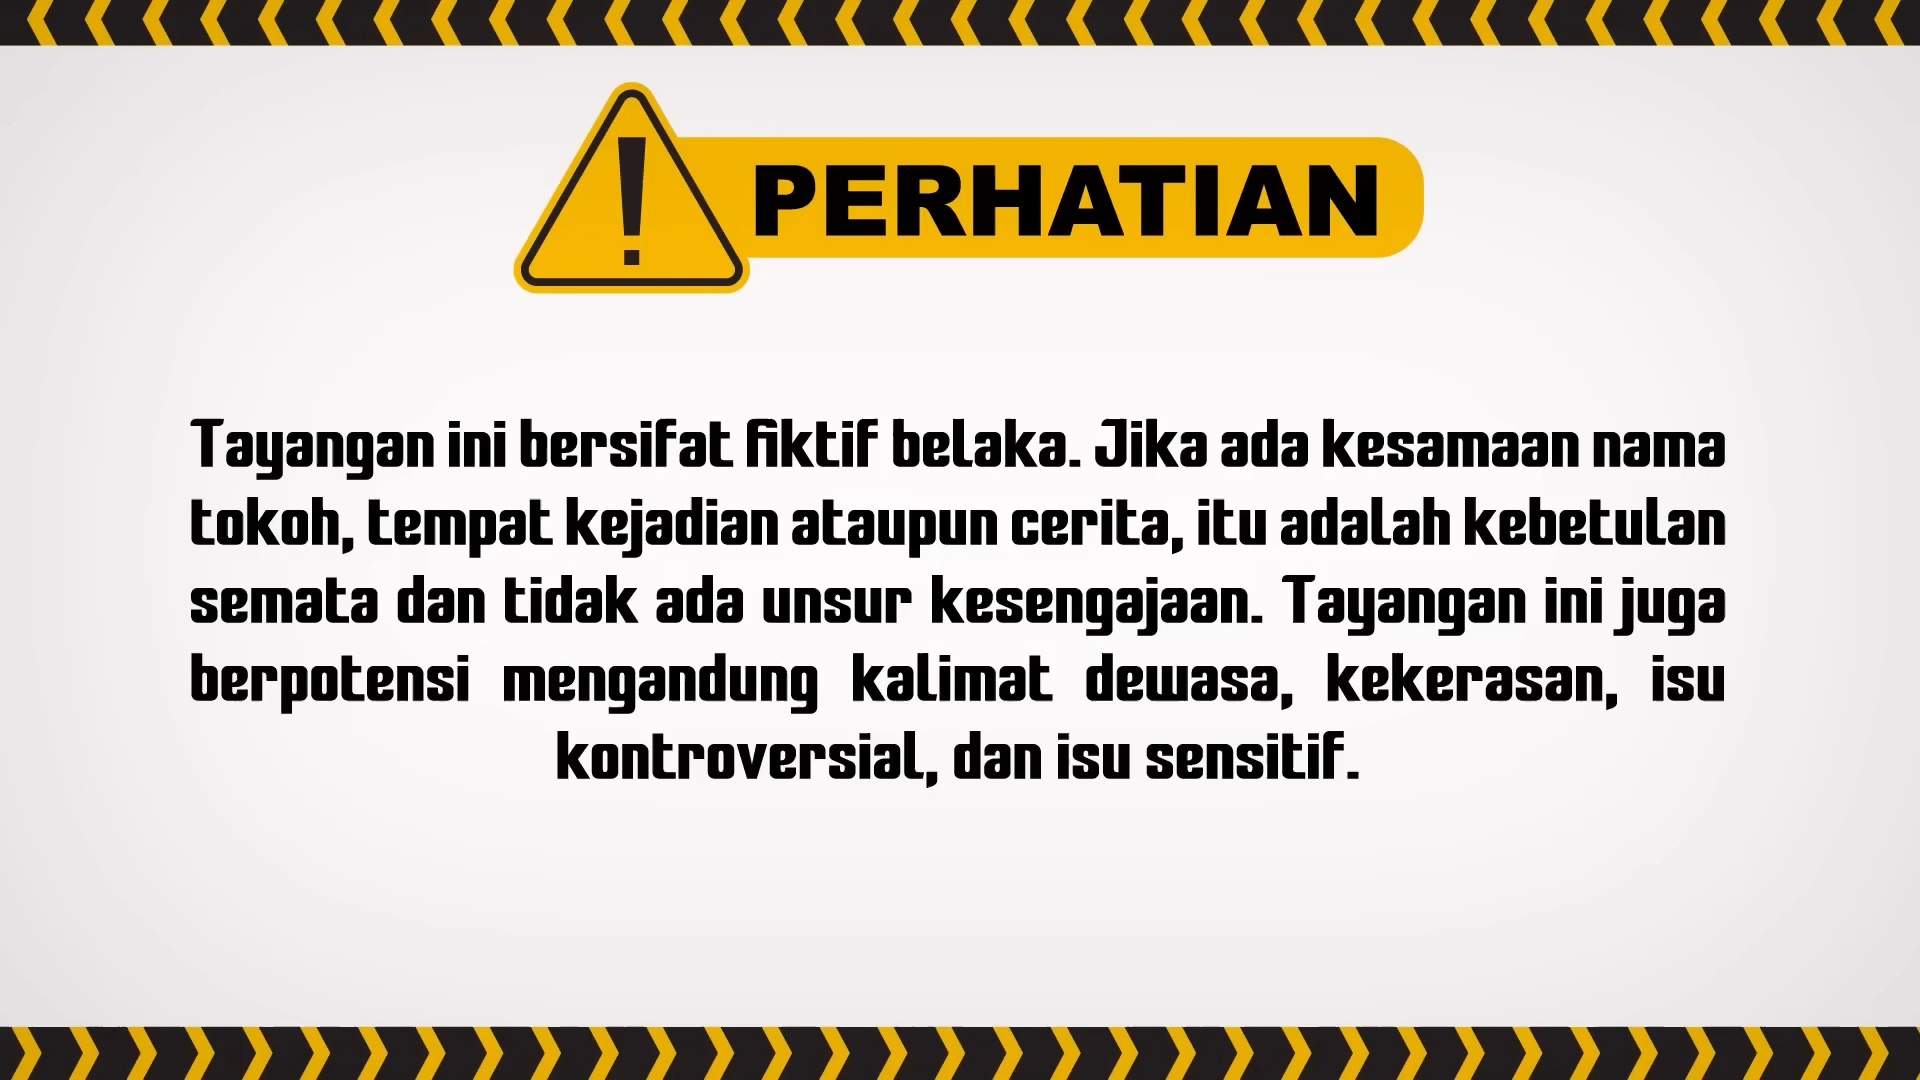 PERHATIAN
Tayangan ini bersifat fiktif belaka. Jika ada kesamaan nama
tokoh, tempat kejadian ataupun cerita, itu adalah kebetulan
semata dan tidak ada unsur kesengajaan. Tayangan ini juga
berpotensi mengandung kalimat dewasa, kekerasan, isu
kontroversial, dan isu sensitif.